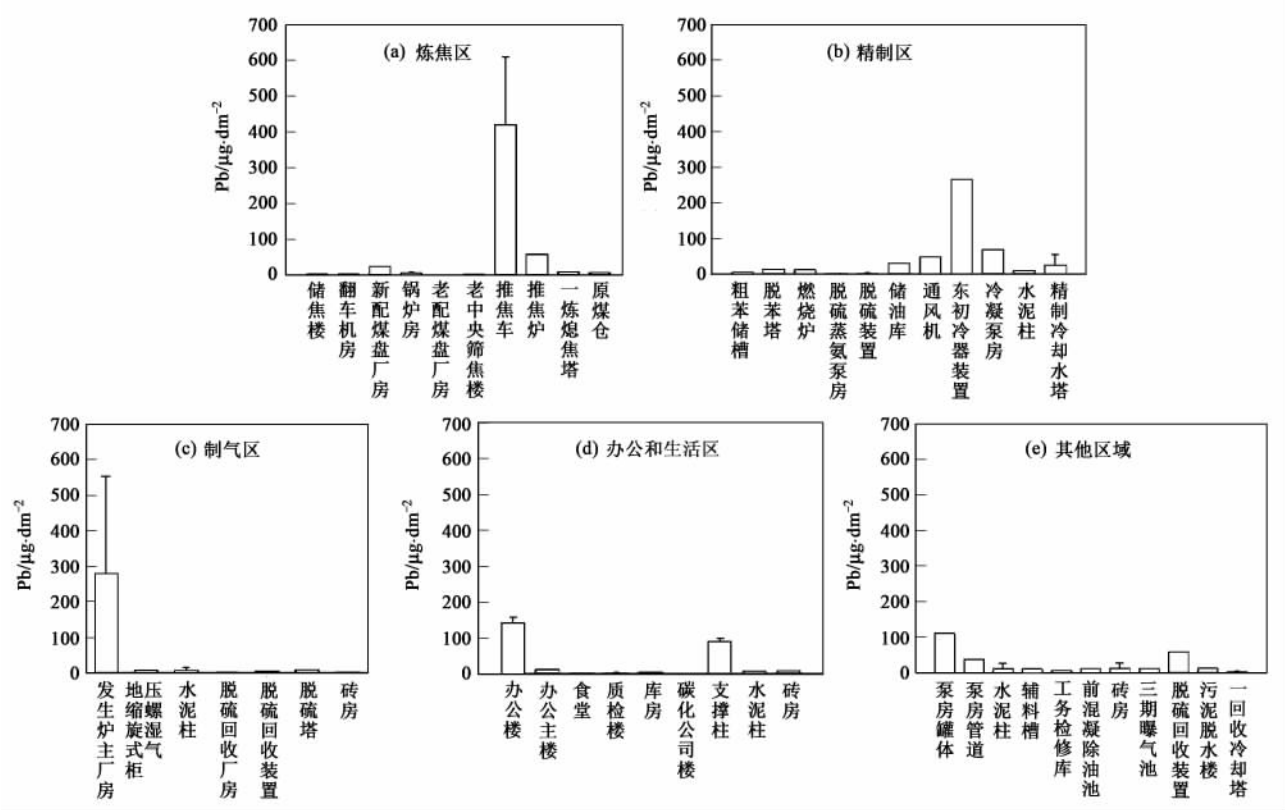 700
600
500
400
300
200
100
0
Pb/μg·dm⁻²
(a) 炼焦区
储焦楼
翻车机房
新配煤盘厂房
锅炉房
老配煤盘厂房
老中央筛焦楼
推焦车
推焦炉
一炼熄焦塔
原煤仓
700
600
500
400
300
200
100
0
Pb/μg·dm⁻²
(b) 精制区
粗苯储槽
脱苯塔
燃烧炉
脱硫蒸氨泵房
脱硫装置
储油库
通风机
东初冷器装置
冷凝泵房
水泥柱
精制冷却水塔
700
600
500
400
300
200
100
0
Pb/μg·dm⁻²
(c) 制气区
发生炉主厂房
压螺湿气
地缩旋式柜
水泥柱
脱硫回收厂房
脱硫回收装置
脱硫塔
砖房
700
600
500
400
300
200
100
0
Pb/μg·dm⁻²
(d) 办公和生活区
办公楼
办公主楼
食堂
质检楼
库房
碳化公司楼
支撑柱
水泥柱
砖房
700
600
500
400
300
200
100
0
Pb/μg·dm⁻²
(e) 其他区域
泵房罐体
泵房管道
水泥柱
辅料槽
工务检修库
前混凝除油池
砖房
三期曝气池
脱硫回收装置
污泥脱水楼
一回收冷却塔